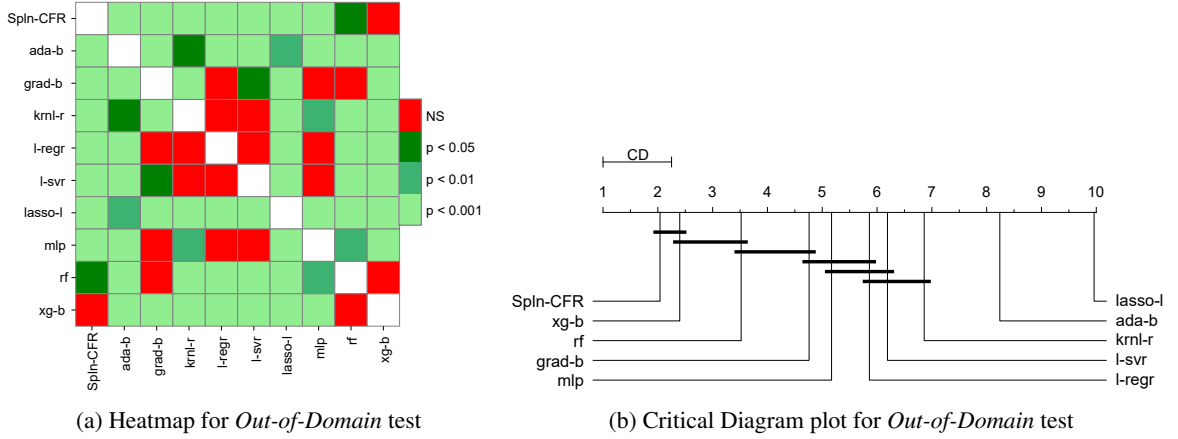 Spln-CFR
ada-b
grad-b
krnl-r
l-regr
l-svr
lasso-l
mlp
rf
xg-b
Spln-CFR
ada-b
grad-b
krnl-r
l-regr
l-svr
lasso-l
mlp
rf
xg-b
NS
p < 0.05
p < 0.01
p < 0.001
(a) Heatmap for Out-of-Domain test
CD
1 2 3 4 5 6 7 8 9 10
Spln-CFR
xg-b
rf
grad-b
mlp
lasso-l
ada-b
krnl-r
l-svr
l-regr
(b) Critical Diagram plot for Out-of-Domain test